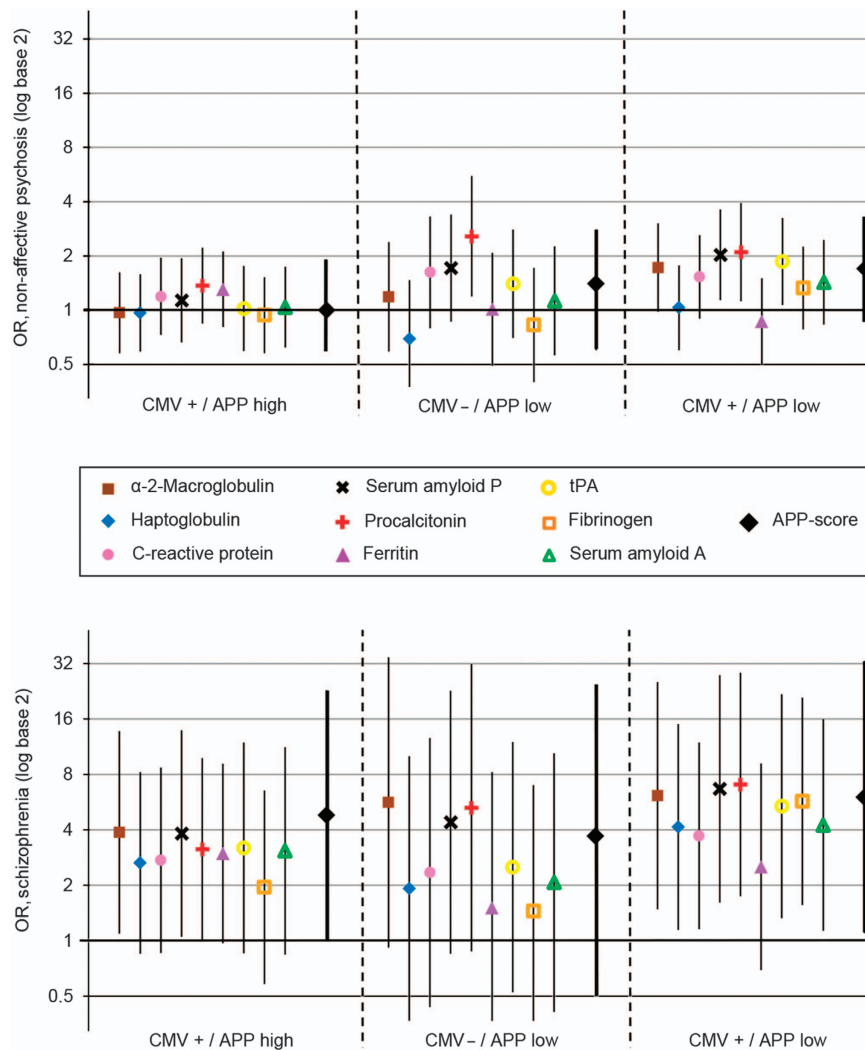 OR, non-affective psychosis (log base 2)
32
16
8
4
2
1
0.5
CMV + / APP high
CMV – / APP low
CMV + / APP low
α-2-Macroglobulin
Serum amyloid P
tPA
Haptoglobulin
Procalcitonin
Fibrinogen
APP-score
C-reactive protein
Ferritin
Serum amyloid A
OR, schizophrenia (log base 2)
32
16
8
4
2
1
0.5
CMV + / APP high
CMV – / APP low
CMV + / APP low